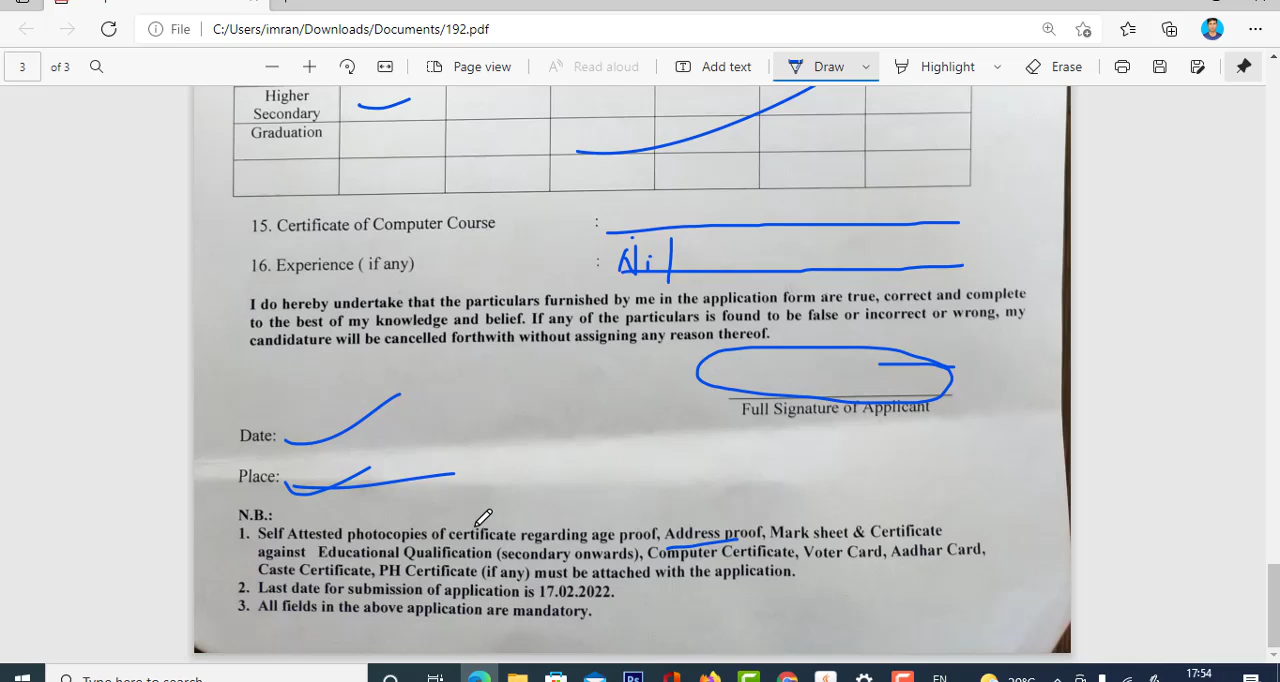 File C:/Users/imran/Downloads/Documents/192.pdf
3 of 3 Page view Read aloud Add text Draw Highlight Erase
Higher
Secondary
Graduation
15. Certificate of Computer Course :
16. Experience ( if any) : Nil
I do hereby undertake that the particulars furnished by me in the application form are true, correct and complete
to the best of my knowledge and belief. If any of the particulars is found to be false or incorrect or wrong, my
candidature will be cancelled forthwith without assigning any reason thereof.
Full Signature of Applicant
Date:
Place:
N.B.:
1. Self Attested photocopies of certificate regarding age proof, Address proof, Mark sheet & Certificate
against Educational Qualification (secondary onwards), Computer Certificate, Voter Card, Aadhar Card,
Caste Certificate, PH Certificate (if any) must be attached with the application.
2. Last date for submission of application is 17.02.2022.
3. All fields in the above application are mandatory.
Type here to search
Ps
EN
17:54